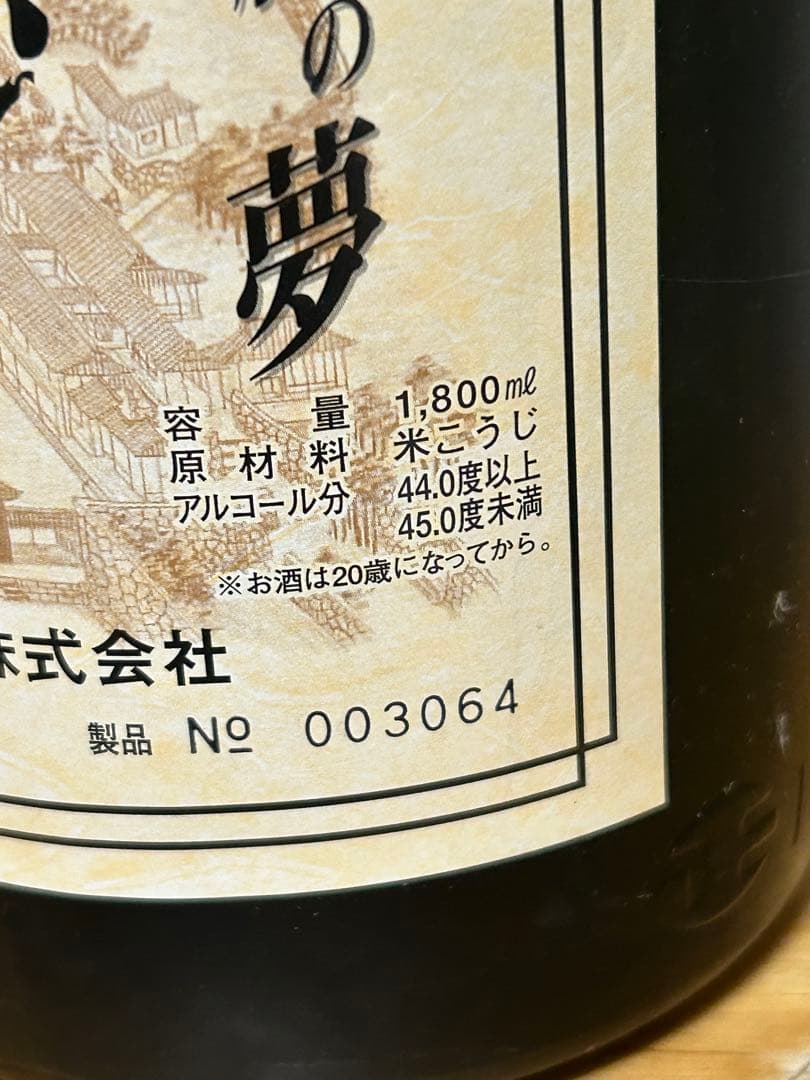 の夢
容量 1,800ml
原材料 米こうじ
アルコール分 44.0度以上
45.0度未満
※お酒は20歳になってから。
株式会社
製品 No 003064